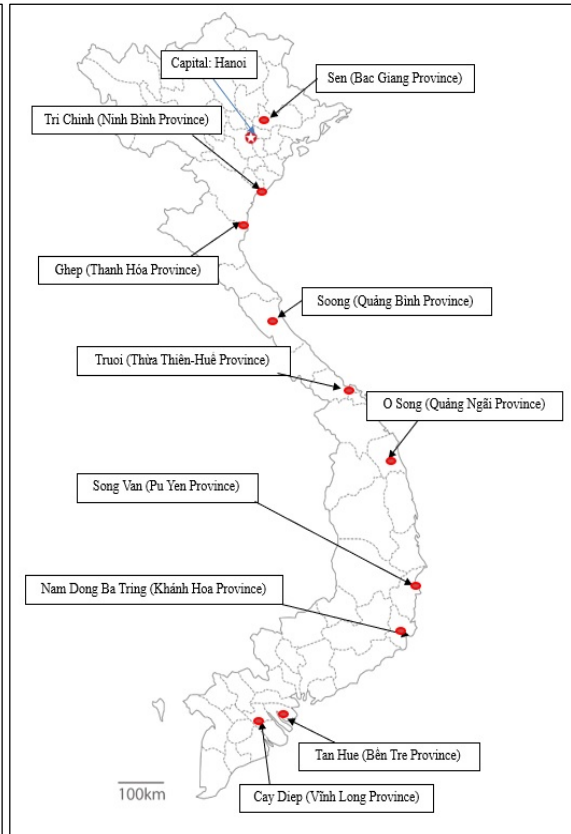 Capital: Hanoi
Sen (Bac Giang Province)
Tri Chinh (Ninh Bình Province)
Ghep (Thanh Hóa Province)
Soong (Quảng Bình Province)
Truoi (Thừa Thiên-Huế Province)
O Song (Quảng Ngãi Province)
Song Van (Pu Yen Province)
Nam Dong Ba Tring (Khánh Hoa Province)
Tan Hue (Bến Tre Province)
100km
Cay Diep (Vĩnh Long Province)